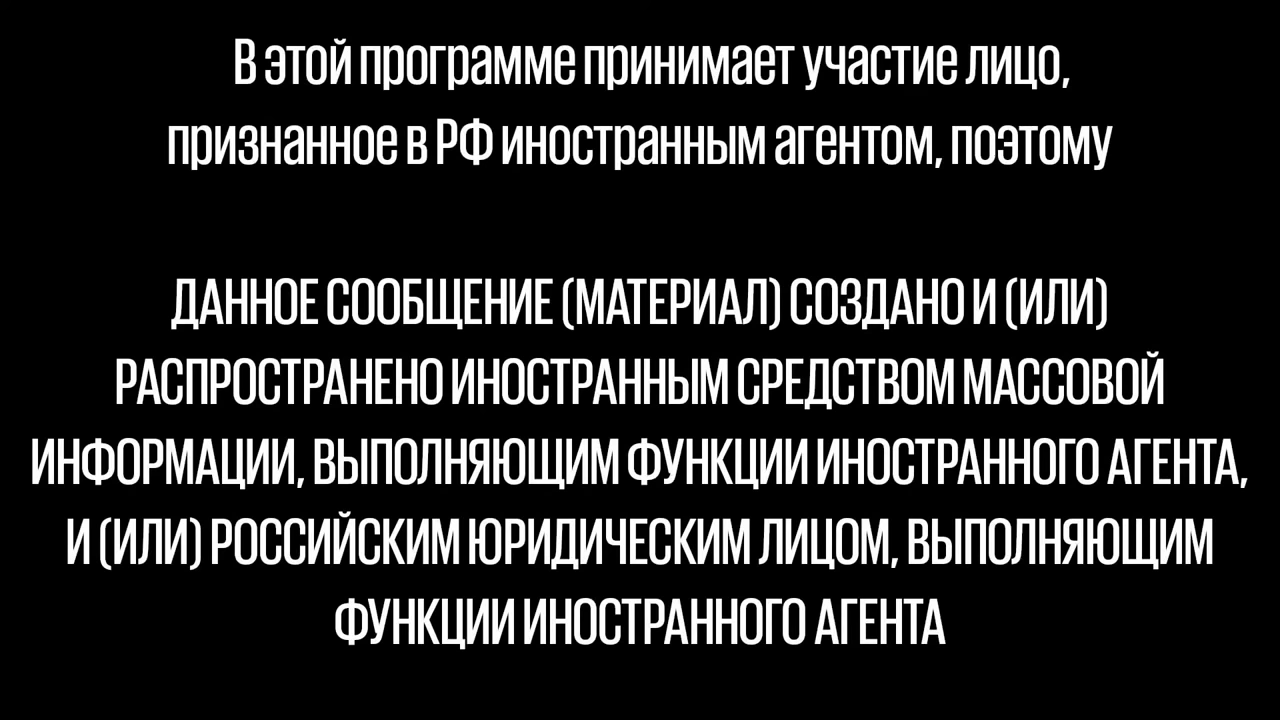 В этой программе принимает участие лицо,
признанное в РФ иностранным агентом, поэтому
ДАННОЕ СООБЩЕНИЕ (МАТЕРИАЛ) СОЗДАНО И (ИЛИ)
РАСПРОСТРАНЕНО ИНОСТРАННЫМ СРЕДСТВОМ МАССОВОЙ
ИНФОРМАЦИИ, ВЫПОЛНЯЮЩИМ ФУНКЦИИ ИНОСТРАННОГО АГЕНТА,
И (ИЛИ) РОССИЙСКИМ ЮРИДИЧЕСКИМ ЛИЦОМ, ВЫПОЛНЯЮЩИМ
ФУНКЦИИ ИНОСТРАННОГО АГЕНТА